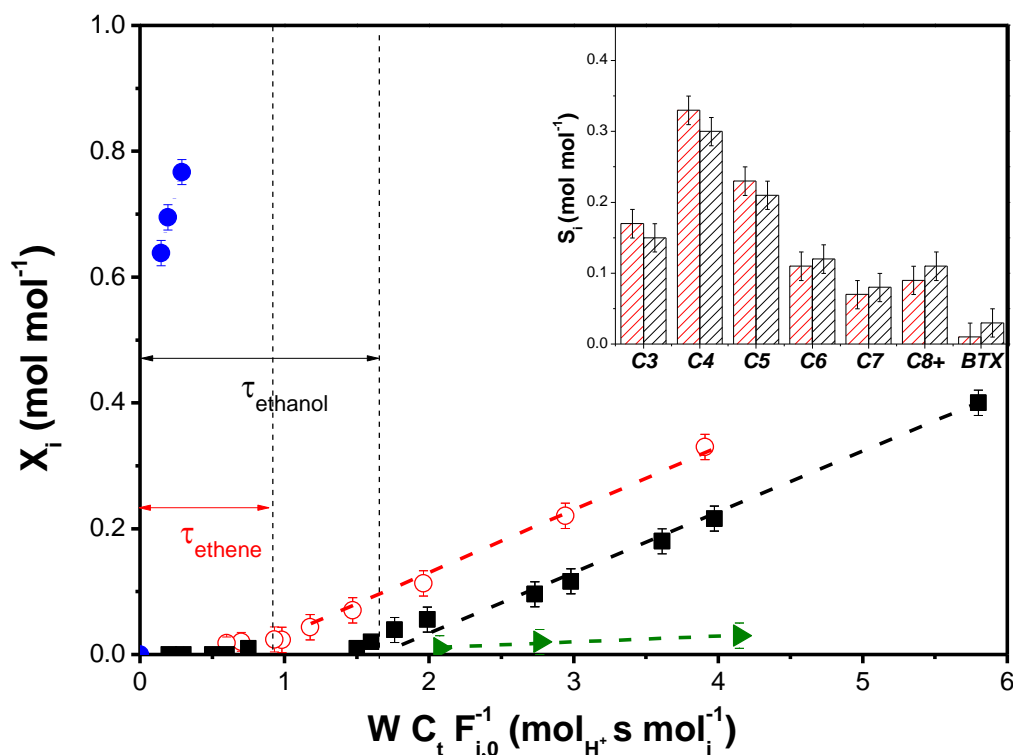 1.0
0.8
0.6
0.4
0.2
0.0
X_i (mol mol^-1)
0 1 2 3 4 5 6
W C_t F_i,0^-1 (mol_H+ s mol_i^-1)
τ_ethanol
τ_ethene
0.4
0.3
0.2
0.1
0.0
S_i (mol mol^-1)
C3 C4 C5 C6 C7 C8+ BTX